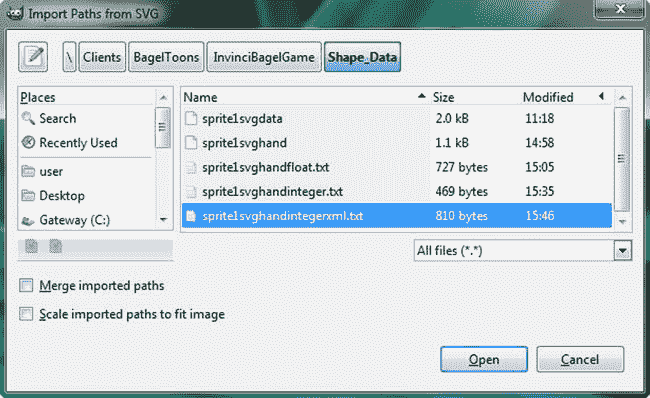 Import Paths from SVG
\ Clients BagelToons InvinciBagelGame Shape_Data
Places
Search
Recently Used
user
Desktop
Gateway (C:)
Name Size Modified
sprite1svgdata 2.0 kB 11:18
sprite1svghand 1.1 kB 14:58
sprite1svghandfloat.txt 727 bytes 15:05
sprite1svghandinteger.txt 469 bytes 15:35
sprite1svghandintegerxml.txt 810 bytes 15:46
All files (*.*)
Merge imported paths
Scale imported paths to fit image
Open Cancel